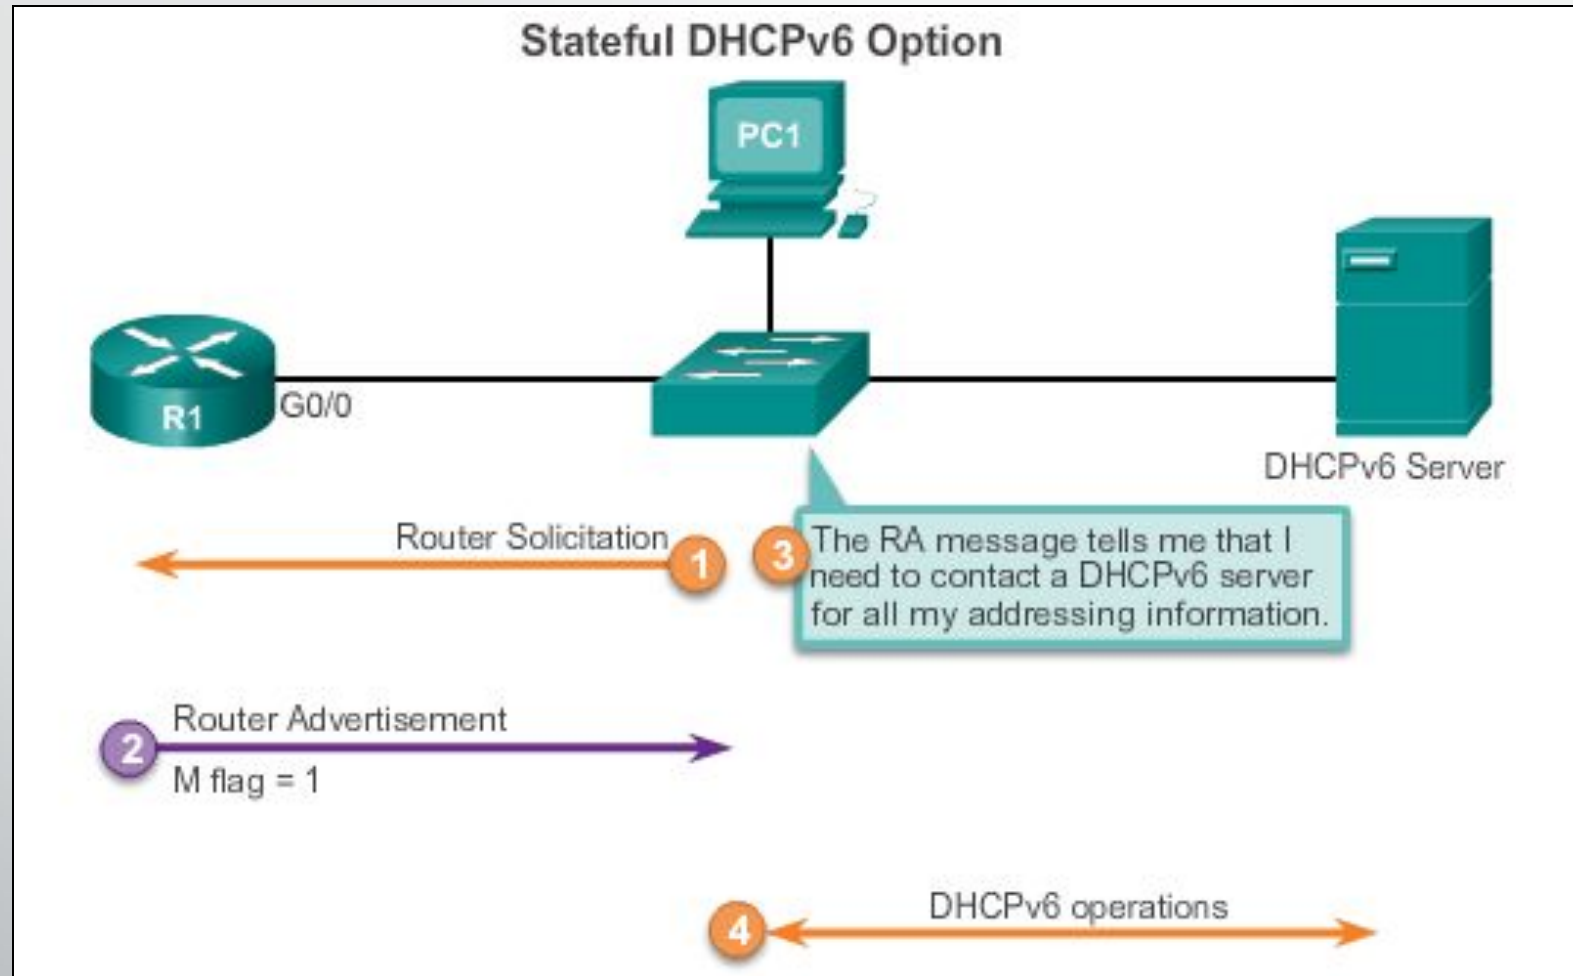 Stateful DHCPv6 Option
PC1
R1
G0/0
DHCPv6 Server
Router Solicitation
1
3
The RA message tells me that I
need to contact a DHCPv6 server
for all my addressing information.
2
Router Advertisement
M flag = 1
4
DHCPv6 operations